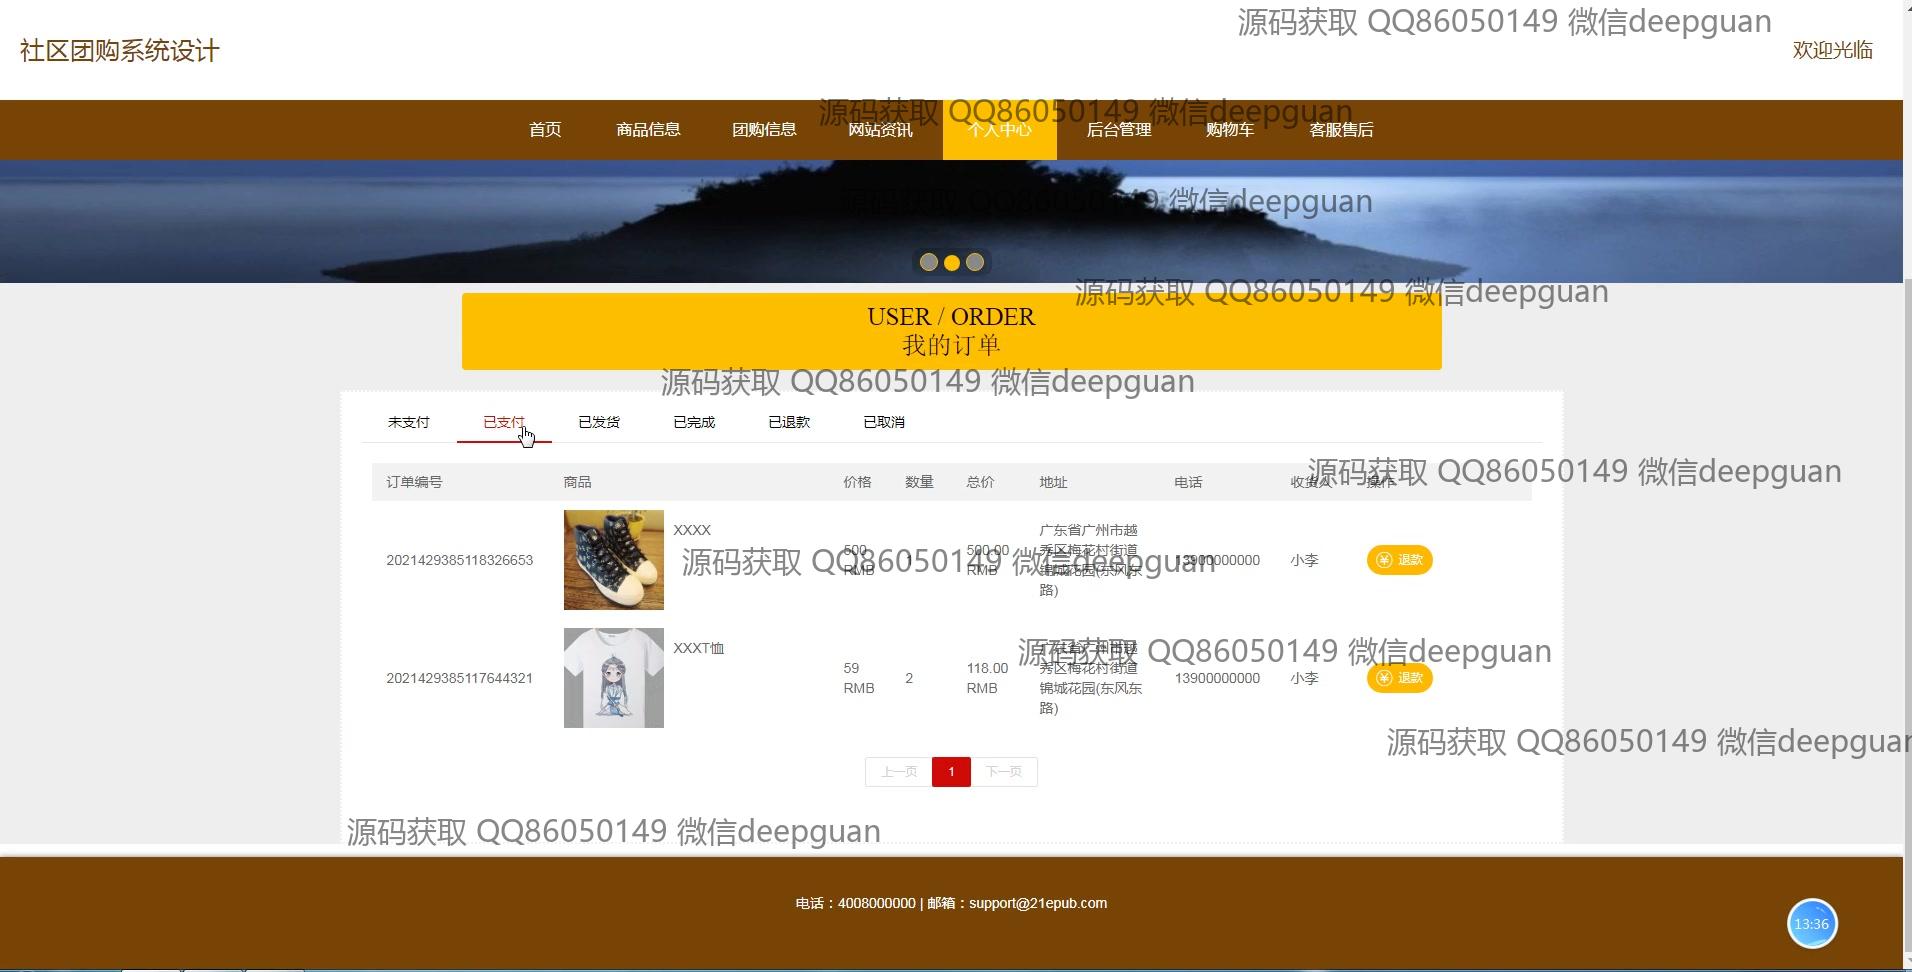 源码获取 QQ86050149 微信deepguan
社区团购系统设计
欢迎光临
源码获取 QQ86050149 微信deepguan
首页 商品信息 团购信息 网站资讯 个人中心 后台管理 购物车 客服售后
源码获取 QQ86050149 微信deepguan
源码获取 QQ86050149 微信deepguan
USER / ORDER
我的订单
源码获取 QQ86050149 微信deepguan
未支付 已支付 已发货 已完成 已退款 已取消
源码获取 QQ86050149 微信deepguan
订单编号 商品 价格 数量 总价 地址 电话 收货人 操作
2021429385118326653
XXXX
500
RMB
1
500.00
RMB
广东省广州市越
秀区梅花村街道
锦城花园(东风东
路)
13900000000
小李
退款
源码获取 QQ86050149 微信deepguan
源码获取 QQ86050149 微信deepguan
2021429385117644321
XXXT恤
59
RMB
2
118.00
RMB
广东省广州市越
秀区梅花村街道
锦城花园(东风东
路)
13900000000
小李
退款
源码获取 QQ86050149 微信deepguan
上一页 1 下一页
源码获取 QQ86050149 微信deepguan
电话：4008000000 | 邮箱：support@21epub.com
13:36